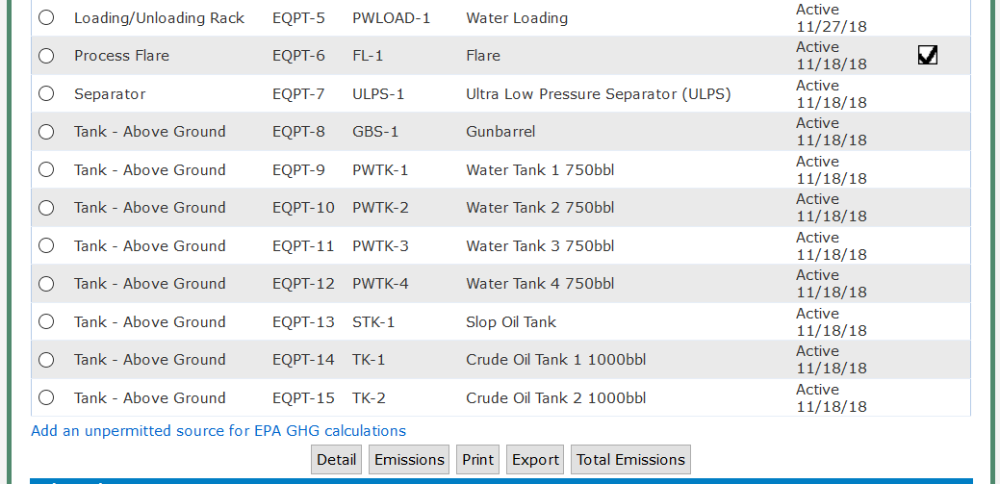 Loading/Unloading Rack EQPT-5 PWLOAD-1 Water Loading Active 11/27/18
Process Flare EQPT-6 FL-1 Flare Active 11/18/18
Separator EQPT-7 ULPS-1 Ultra Low Pressure Separator (ULPS) Active 11/18/18
Tank - Above Ground EQPT-8 GBS-1 Gunbarrel Active 11/18/18
Tank - Above Ground EQPT-9 PWTK-1 Water Tank 1 750bbl Active 11/18/18
Tank - Above Ground EQPT-10 PWTK-2 Water Tank 2 750bbl Active 11/18/18
Tank - Above Ground EQPT-11 PWTK-3 Water Tank 3 750bbl Active 11/18/18
Tank - Above Ground EQPT-12 PWTK-4 Water Tank 4 750bbl Active 11/18/18
Tank - Above Ground EQPT-13 STK-1 Slop Oil Tank Active 11/18/18
Tank - Above Ground EQPT-14 TK-1 Crude Oil Tank 1 1000bbl Active 11/18/18
Tank - Above Ground EQPT-15 TK-2 Crude Oil Tank 2 1000bbl Active 11/18/18
Add an unpermitted source for EPA GHG calculations
Detail Emissions Print Export Total Emissions